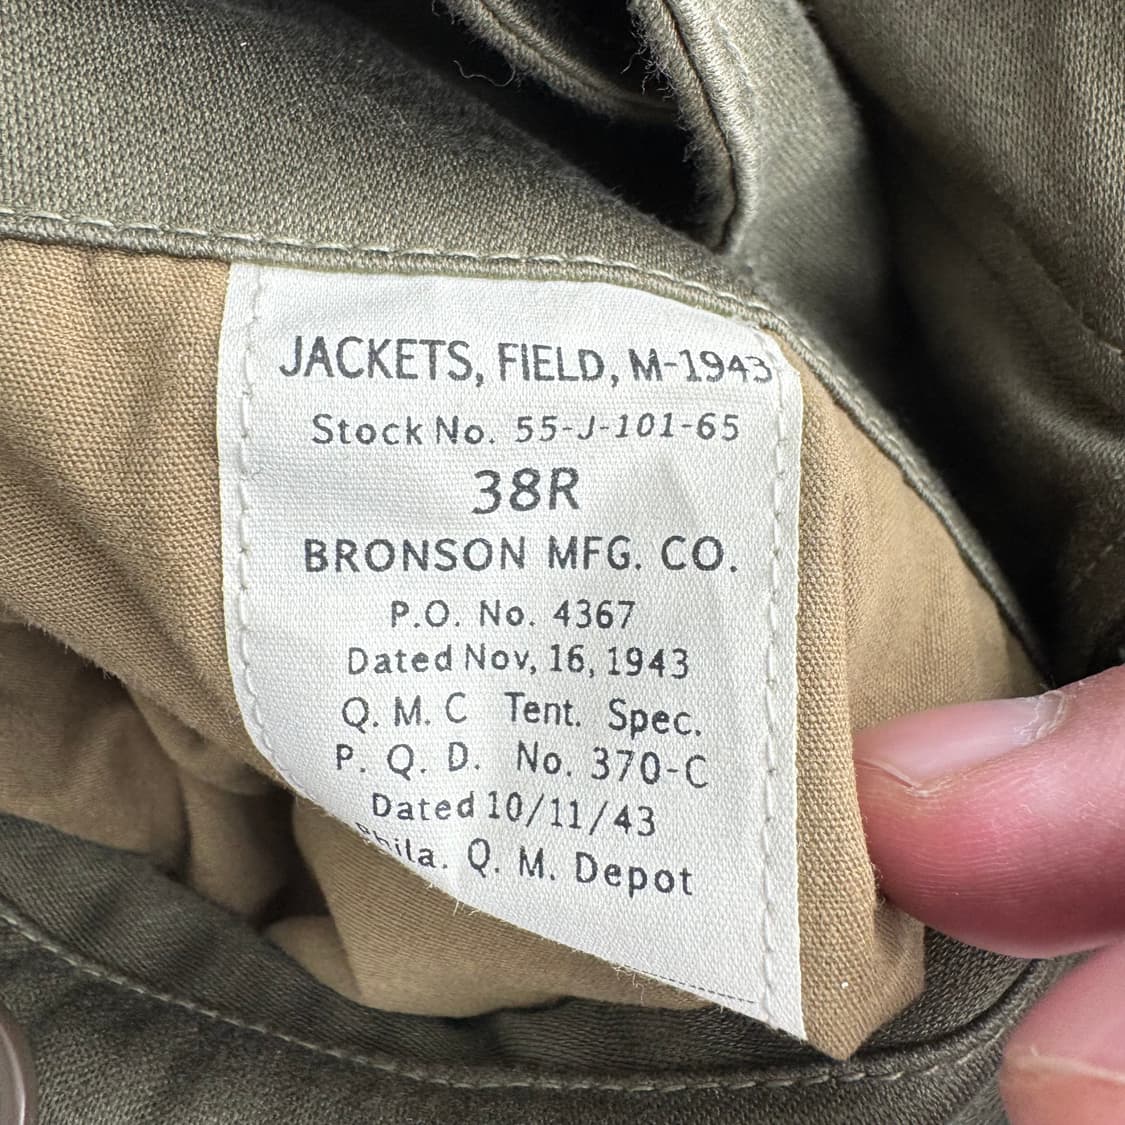 JACKETS, FIELD, M-1943
Stock No. 55-J-101-65
38R
BRONSON MFG. CO.
P.O. No. 4367
Dated Nov, 16, 1943
Q. M. C Tent. Spec.
P. Q. D. No. 370-C
Dated 10/11/43
Phila. Q. M. Depot